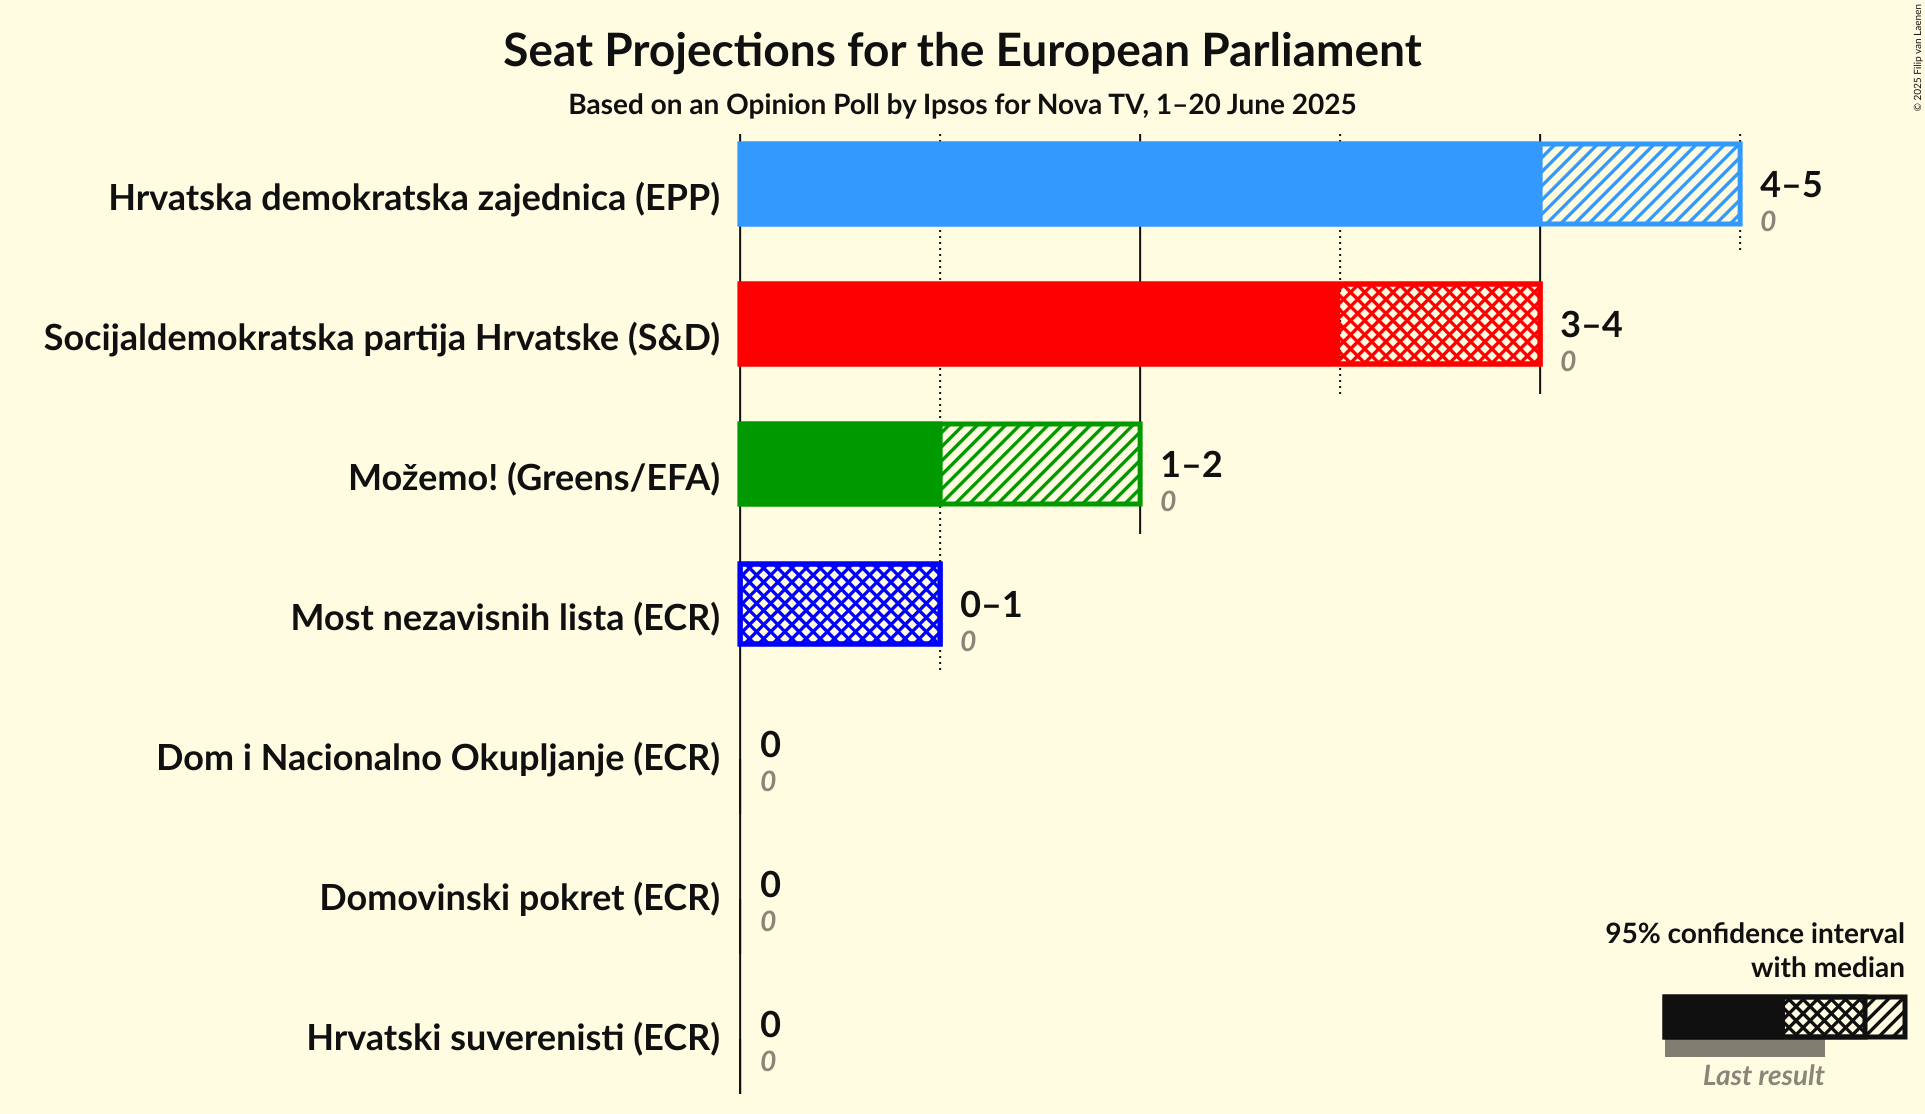 Seat Projections for the European Parliament
Based on an Opinion Poll by Ipsos for Nova TV, 1–20 June 2025
© 2025 Filip van Laenen
Hrvatska demokratska zajednica (EPP)
4–5
0
Socijaldemokratska partija Hrvatske (S&D)
3–4
0
Možemo! (Greens/EFA)
1–2
0
Most nezavisnih lista (ECR)
0–1
0
Dom i Nacionalno Okupljanje (ECR)
0
0
Domovinski pokret (ECR)
0
0
Hrvatski suverenisti (ECR)
0
0
95% confidence interval
with median
Last result